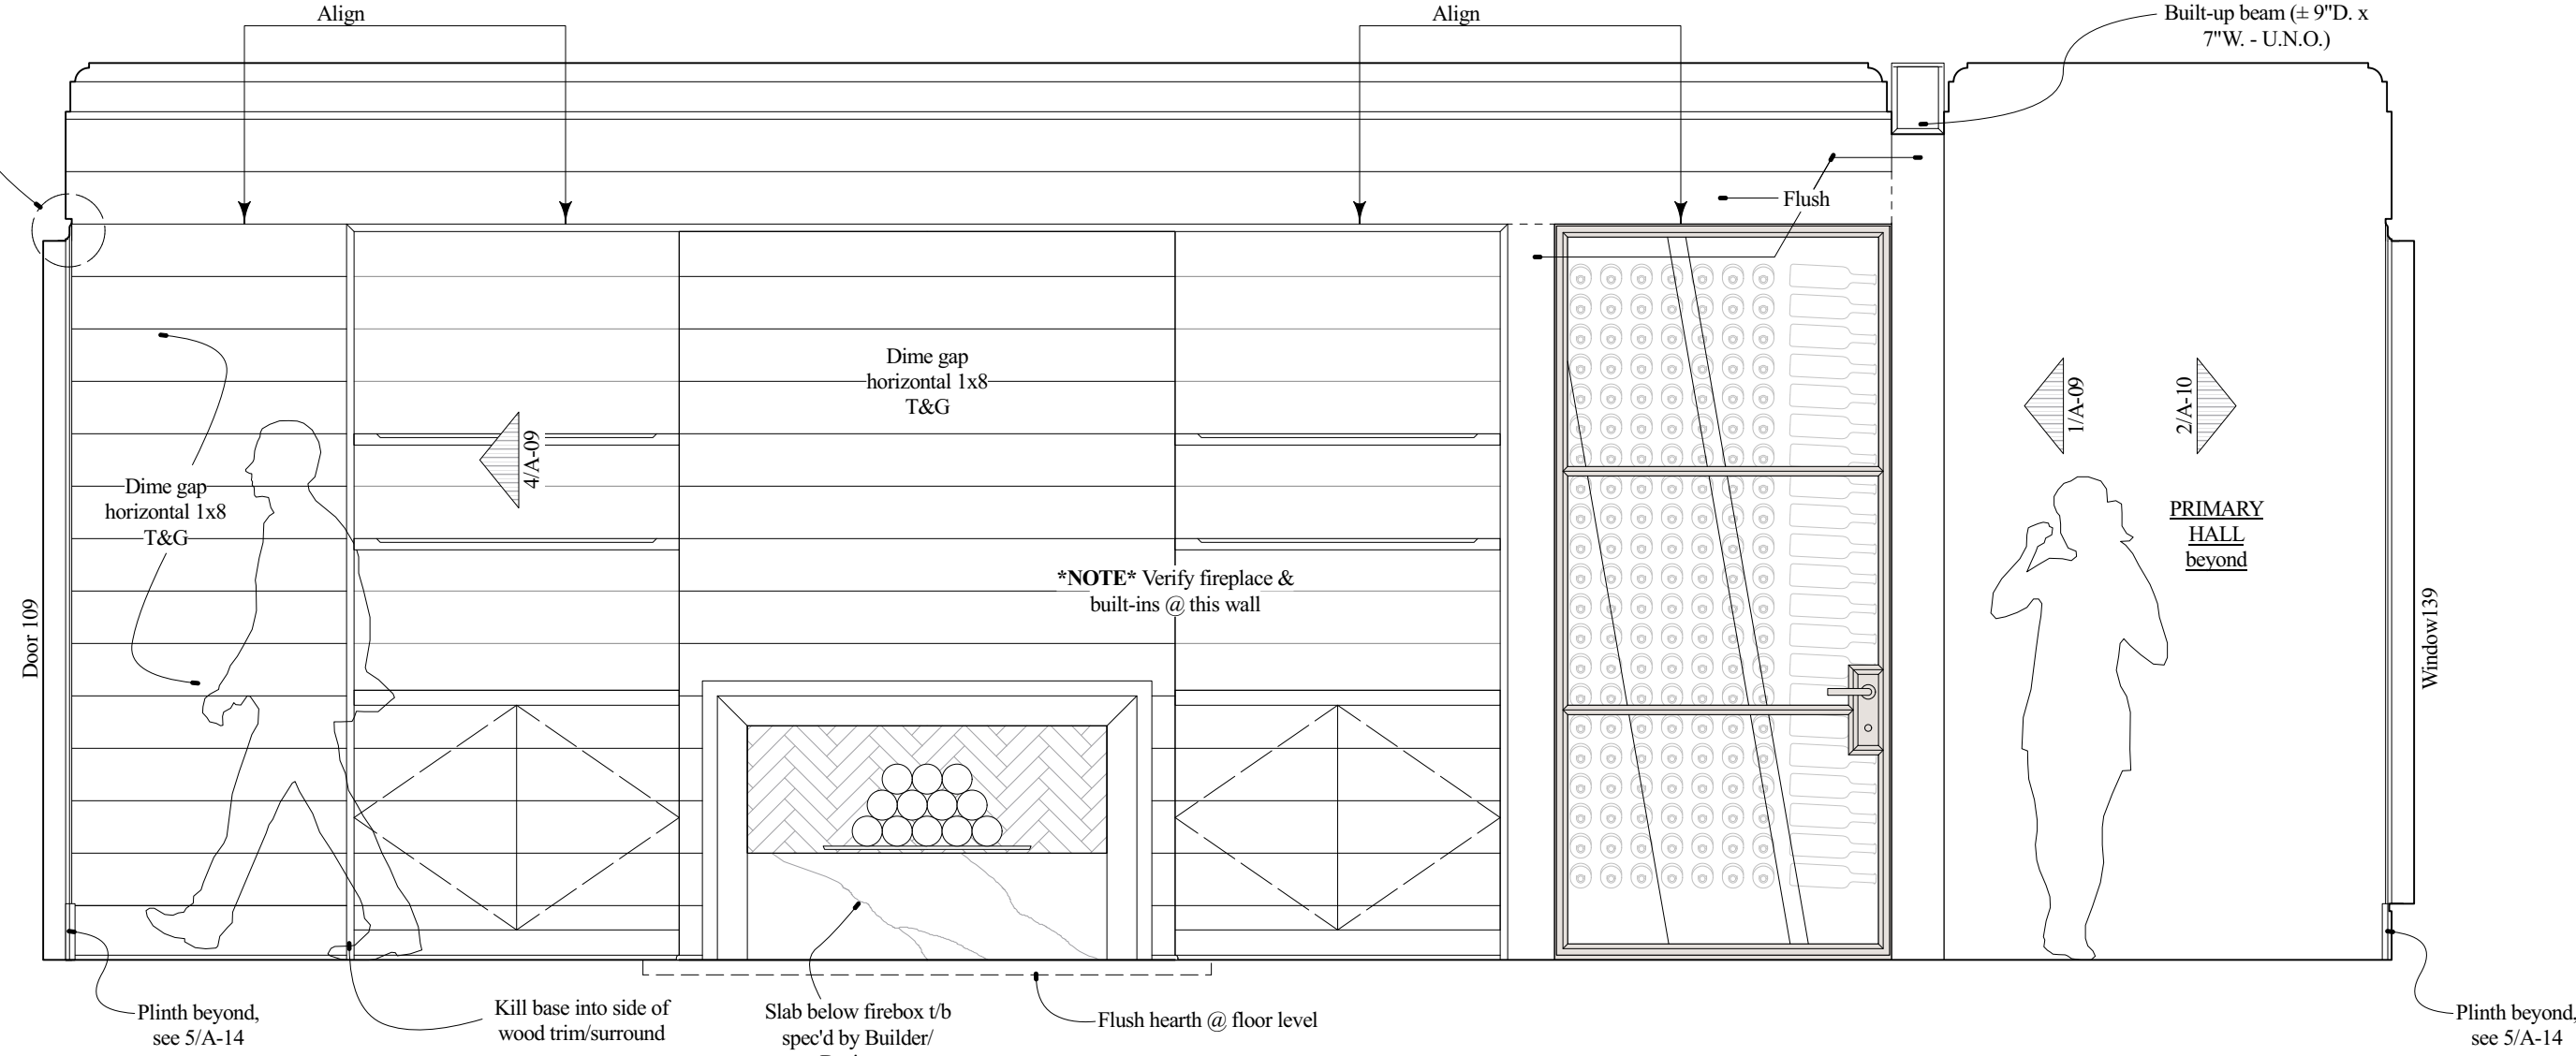 Align
Align
Built-up beam (± 9"D. x
7"W. - U.N.O.)
Flush
Dime gap
horizontal 1x8
T&G
4/A-09
1/A-09
2/A-10
Dime gap
horizontal 1x8
T&G
PRIMARY
HALL
beyond
*NOTE* Verify fireplace &
built-ins @ this wall
Door 109
Window139
Plinth beyond,
see 5/A-14
Kill base into side of
wood trim/surround
Slab below firebox t/b
spec'd by Builder/
Flush hearth @ floor level
Plinth beyond,
see 5/A-14